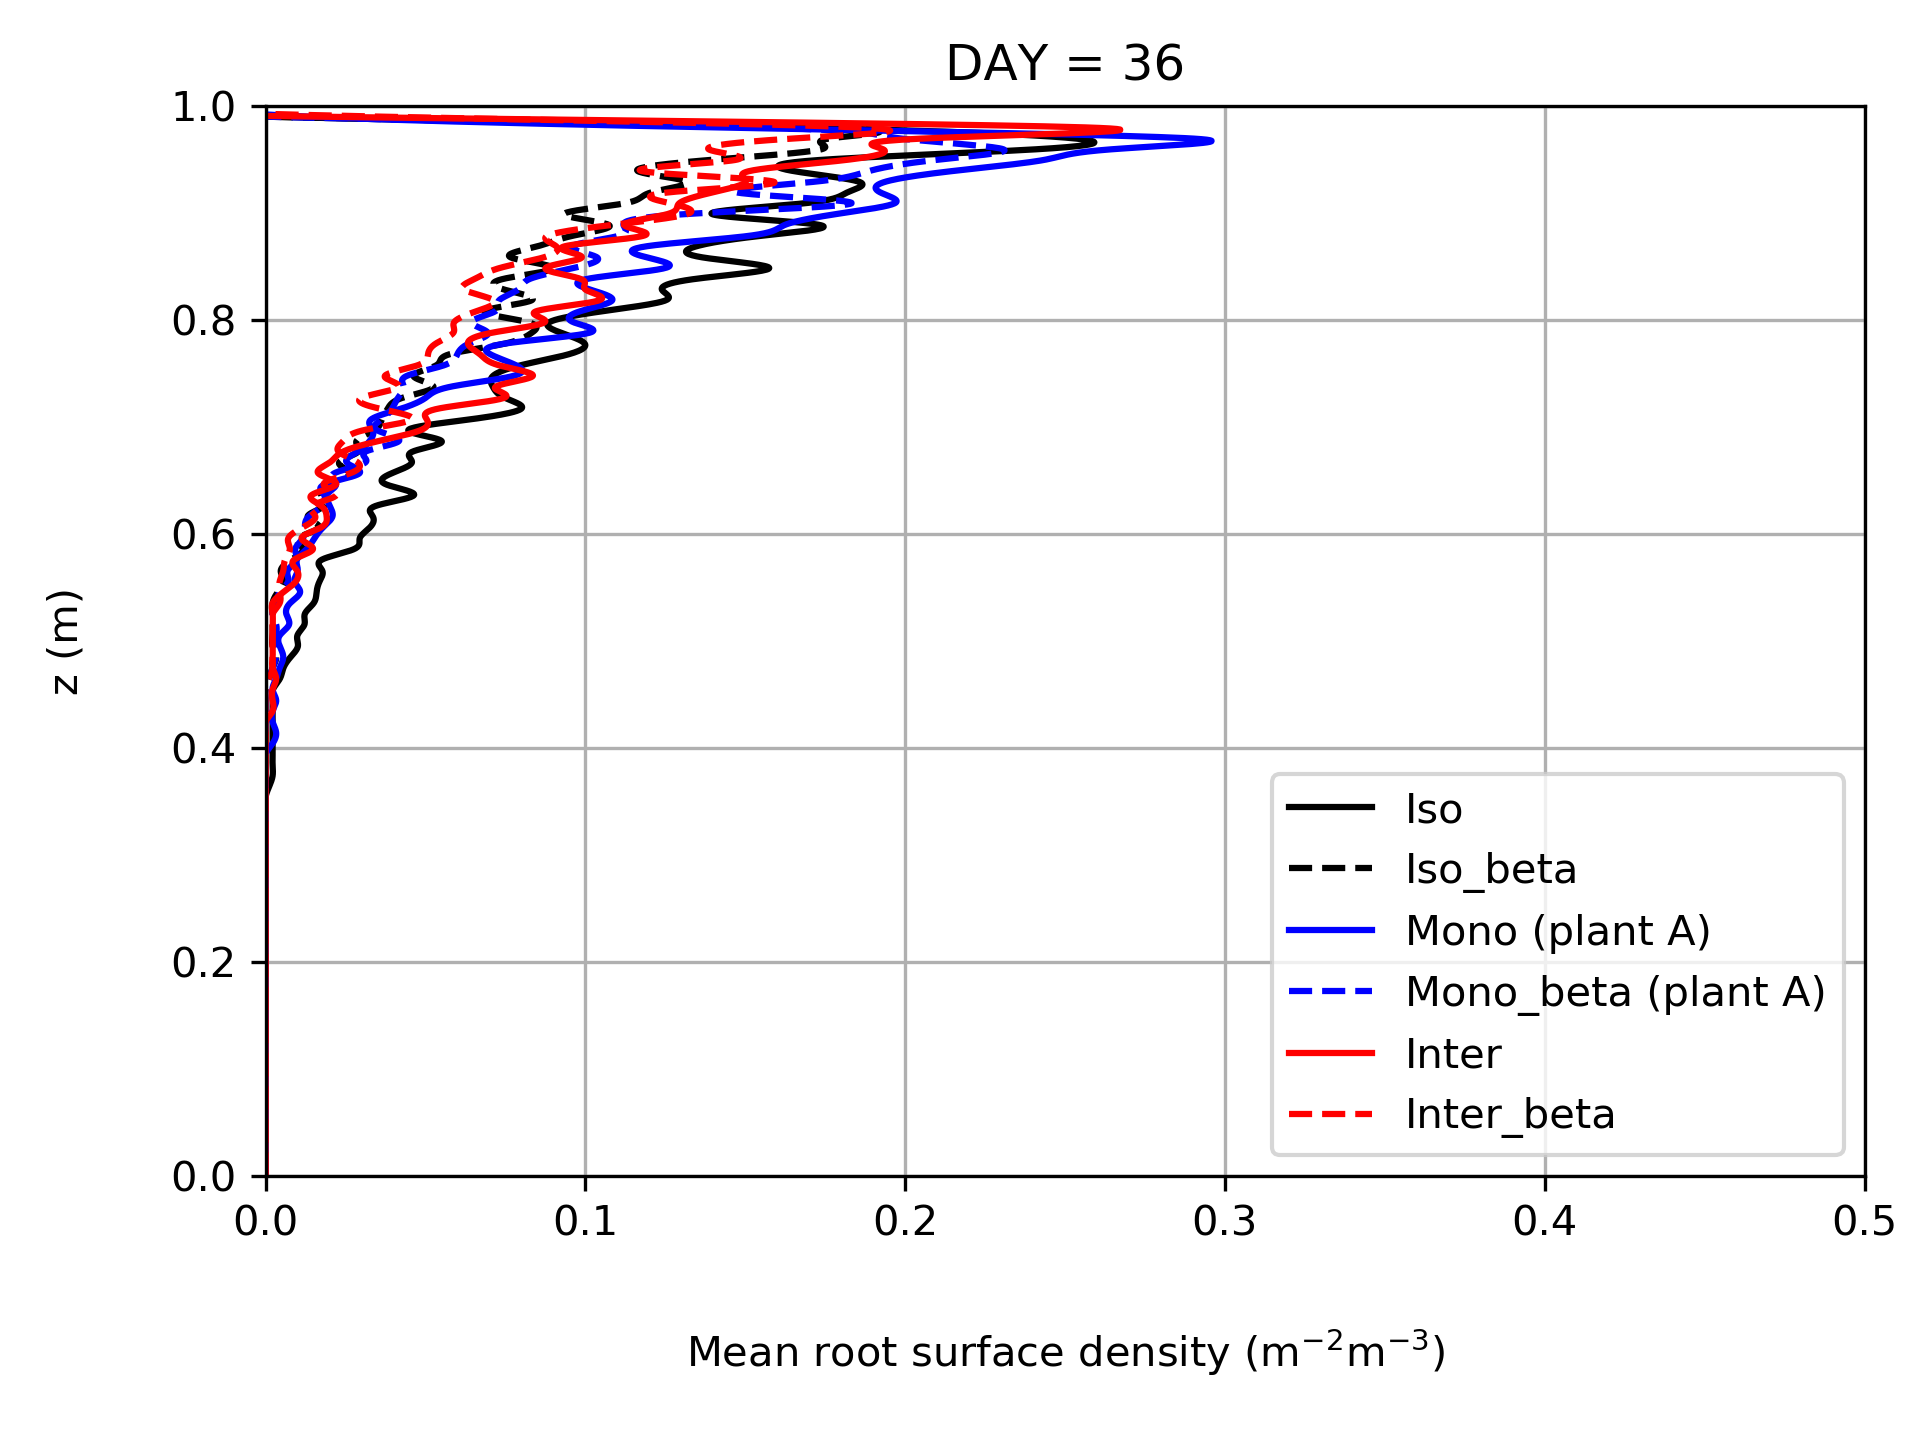 DAY = 36
1.0
0.8
0.6
0.4
0.2
0.0
z (m)
0.0 0.1 0.2 0.3 0.4 0.5
Mean root surface density (m⁻²m⁻³)
Iso
Iso_beta
Mono (plant A)
Mono_beta (plant A)
Inter
Inter_beta